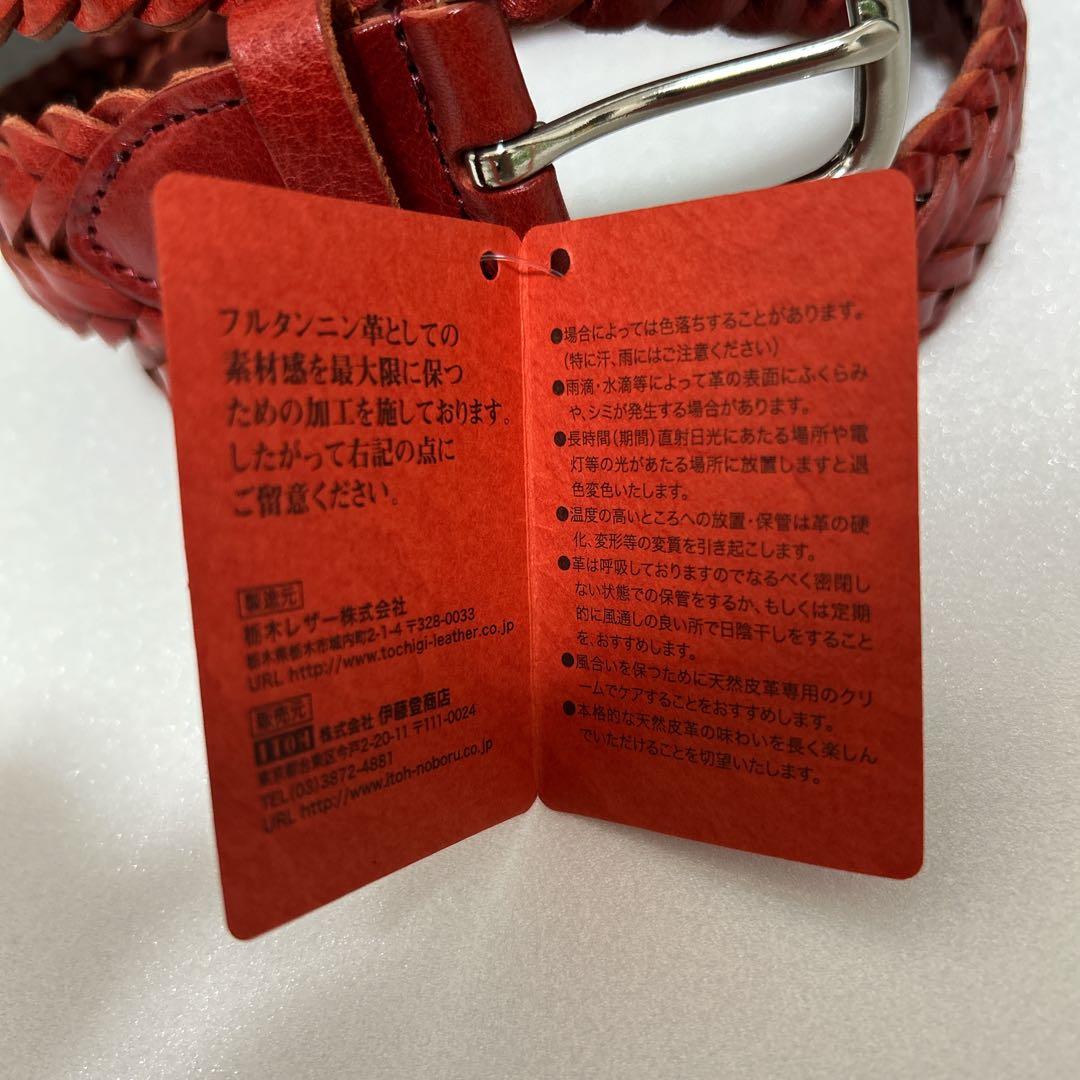 フルタンニン革としての
素材感を最大限に保つ
ための加工を施しております。
したがって右記の点に
ご留意ください。
製造元
栃木レザー株式会社
栃木県栃木市城内町2-1-4 〒328-0033
URL http://www.tochigi-leather.co.jp
販売元
株式会社 伊藤登商店
東京都台東区今戸2-20-11 〒111-0024
TEL (03)3872-4881
URL http://www.itoh-noboru.co.jp
●場合によっては色落ちすることがあります。
(特に汗、雨にはご注意ください)
●雨滴・水滴等によって革の表面にふくらみ
や、シミが発生する場合があります。
●長時間(期間)直射日光にあたる場所や電
灯等の光があたる場所に放置しますと退
色変色いたします。
●温度の高いところへの放置・保管は革の硬
化、変形等の変質を引き起こします。
●革は呼吸しておりますのでなるべく密閉し
ない状態での保管をするか、もしくは定期
的に風通しの良い所で日陰干しをすること
を、おすすめします。
●風合いを保つために天然皮革専用のクリ
ームでケアすることをおすすめします。
●本格的な天然皮革の味わいを長く楽しん
でいただけることを切望いたします。